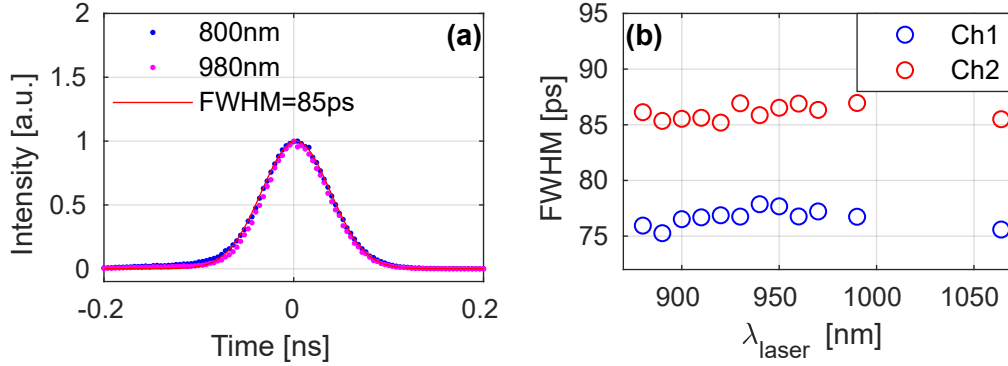 (a)
800nm
980nm
FWHM=85ps
Intensity [a.u.]
2
1.5
1
0.5
0
-0.2
0
0.2
Time [ns]
(b)
Ch1
Ch2
FWHM [ps]
95
90
85
80
75
900
950
1000
1050
λlaser [nm]